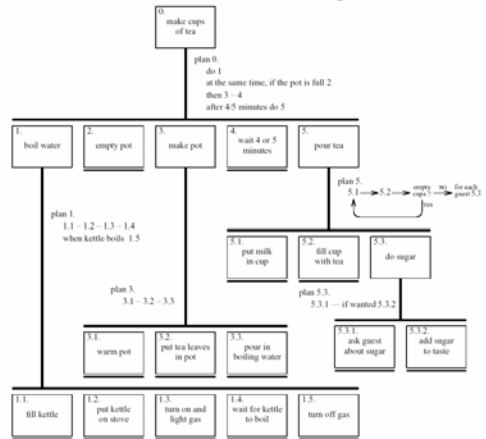 0.
make cups
of tea
plan 0.
do 1
at the same time, if the pot is full 2
then 3 – 4
after 4/5 minutes do 5
1.
boil water
2.
empty pot
3.
make pot
4.
wait 4 or 5
minutes
5.
pour tea
plan 5.
5.1 5.2 empty cups ? NO for each guest 5.3
YES
plan 1.
1.1 – 1.2 – 1.3 – 1.4
when kettle boils 1.5
5.1.
put milk
in cup
5.2.
fill cup
with tea
5.3.
do sugar
plan 3.
3.1 – 3.2 – 3.3
plan 5.3.
5.3.1 — if wanted 5.3.2
3.1.
warm pot
3.2.
put tea leaves
in pot
3.3.
pour in
boiling water
5.3.1.
ask guest
about sugar
5.3.2.
add sugar
to taste
1.1.
fill kettle
1.2.
put kettle
on stove
1.3.
turn on and
light gas
1.4.
wait for kettle
to boil
1.5.
turn off gas